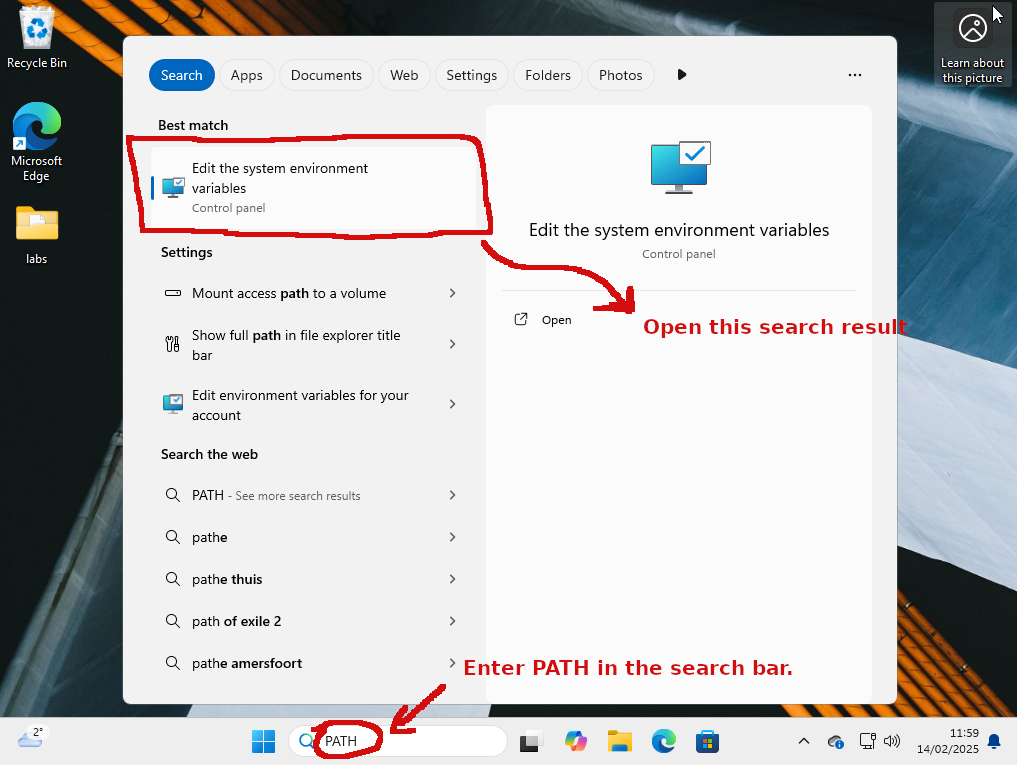 Recycle Bin
Microsoft
Edge
labs
Learn about
this picture
Search
Apps
Documents
Web
Settings
Folders
Photos
Best match
Edit the system environment
variables
Control panel
Settings
Mount access path to a volume
Show full path in file explorer title
bar
Edit environment variables for your
account
Search the web
PATH - See more search results
pathe
pathe thuis
path of exile 2
pathe amersfoort
Edit the system environment variables
Control panel
Open
Open this search result
Enter PATH in the search bar.
2°
PATH
11:59
14/02/2025